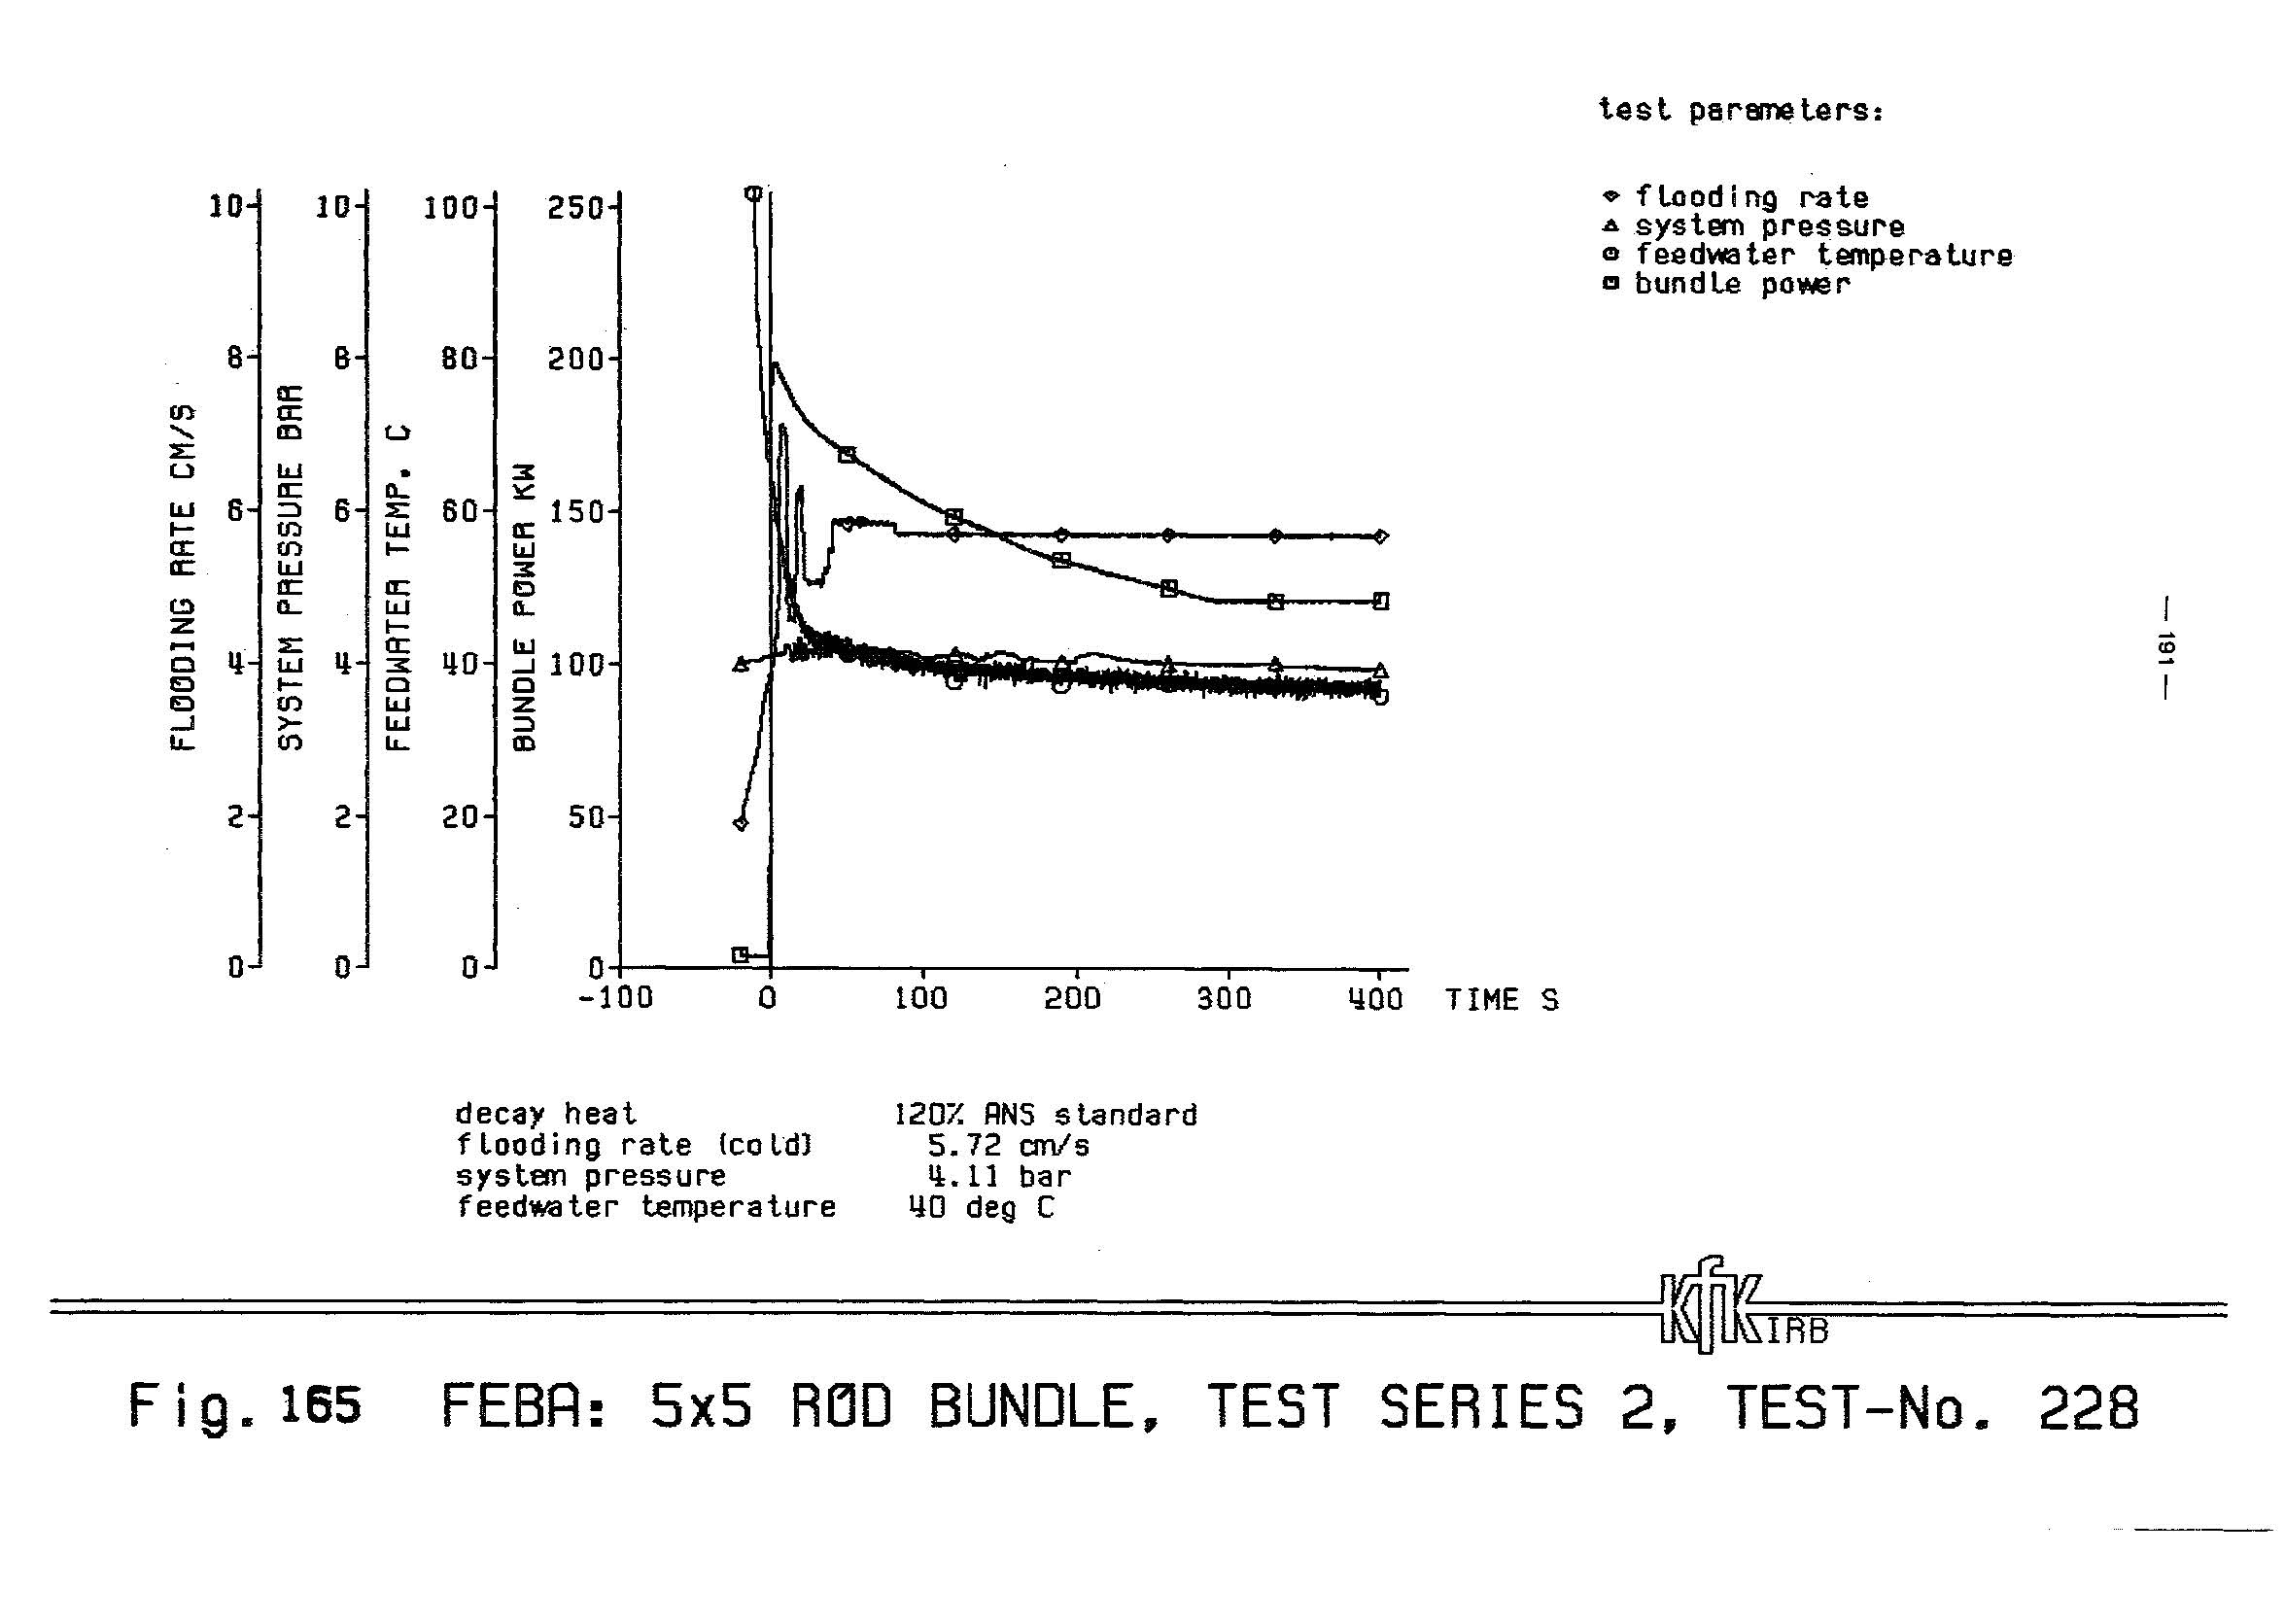 test parameters:
flooding rate
system pressure
feedwater temperature
bundle power
FLOODING RATE CM/S
10
8
6
4
2
0
SYSTEM PRESSURE BAR
10
8
6
4
2
0
FEEDWATER TEMP. C
100
80
60
40
20
0
BUNDLE POWER KW
250
200
150
100
50
0
-100 0 100 200 300 400 TIME S
— 191 —
decay heat 120% ANS standard
flooding rate (cold) 5.72 cm/s
system pressure 4.11 bar
feedwater temperature 40 deg C
KfK IRB
Fig. 165 FEBA: 5x5 ROD BUNDLE, TEST SERIES 2, TEST-No. 228